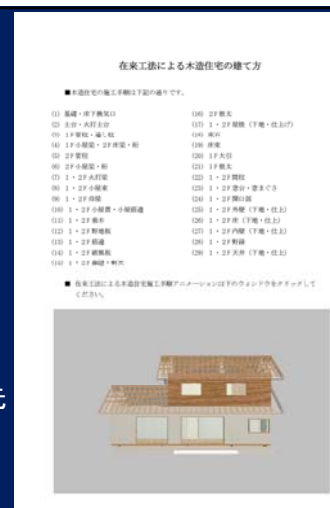 在来工法による木造住宅の建て方
■木造住宅の施工手順は下記の通りです。
(1) 基礎・床下換気口
(2) 土台・火打土台
(3) 1F管柱・通し柱
(4) 1F小屋梁・2F床梁・桁
(5) 2F管柱
(6) 2F小屋梁・桁
(7) 1・2F火打梁
(8) 1・2F小屋束
(9) 1・2F母屋
(10) 1・2F小屋貫・小屋筋違
(11) 1・2F垂木
(12) 1・2F野地板
(13) 1・2F筋違
(14) 1・2F破風板
(15) 1・2F
(16) 2F根太
(17) 1・2F屋根（下地・仕上げ）
(18)
(19) 床束
(20) 1F大引
(21) 1F根太
(22) 1・2F間柱
(23) 1・2F窓台・窓まぐさ
(24) 1・2F開口部
(25) 1・2F外壁（下地・仕上）
(26) 1・2F床（下地・仕上）
(27) 1・2F内壁（下地・仕上）
(28) 1・2F野縁
(29) 1・2F天井（下地・仕上）
■ 在来工法による木造住宅施工手順アニメーションは下のウィンドウをクリックして
ください。